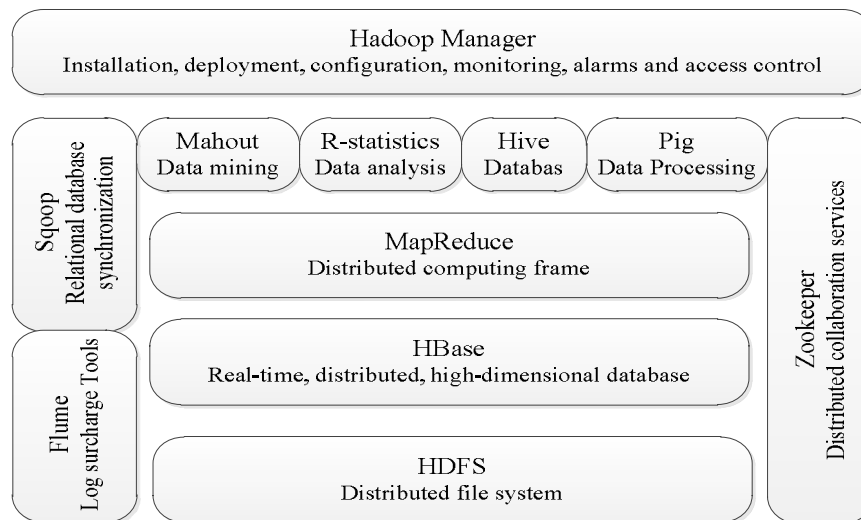 Hadoop Manager
Installation, deployment, configuration, monitoring, alarms and access control
Sqoop
Relational database
synchronization
Mahout
Data mining
R-statistics
Data analysis
Hive
Databas
Pig
Data Processing
MapReduce
Distributed computing frame
HBase
Real-time, distributed, high-dimensional database
Flume
Log surcharge Tools
HDFS
Distributed file system
Zookeeper
Distributed collaboration services